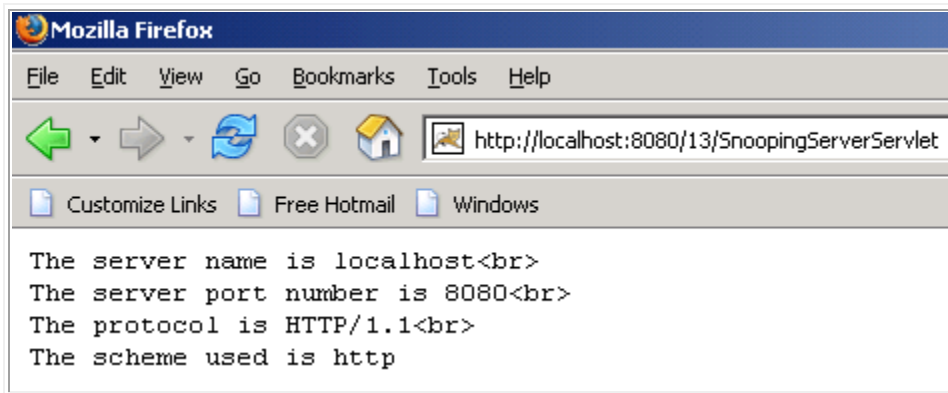 Mozilla Firefox
File Edit View Go Bookmarks Tools Help
http://localhost:8080/13/SnoopingServerServlet
Customize Links Free Hotmail Windows
The server name is localhost<br>
The server port number is 8080<br>
The protocol is HTTP/1.1<br>
The scheme used is http